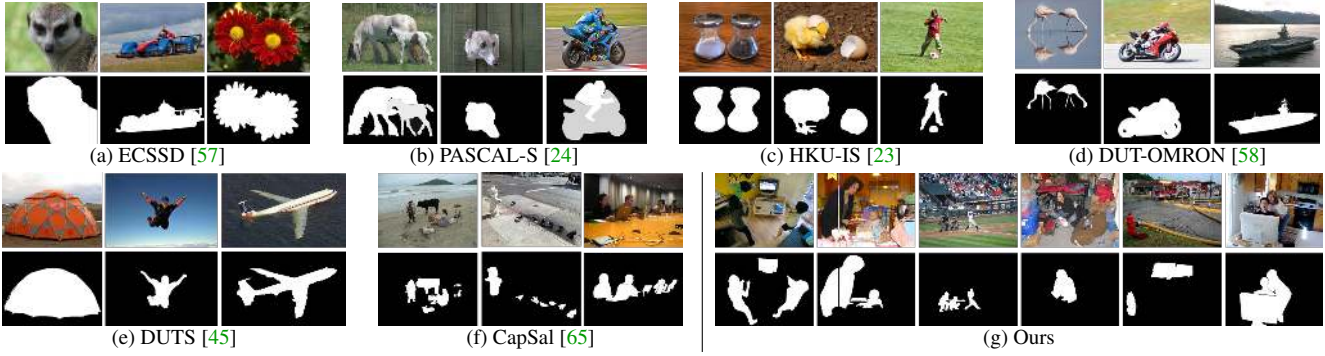 (a) ECSSD [57]
(b) PASCAL-S [24]
(c) HKU-IS [23]
(d) DUT-OMRON [58]
(e) DUTS [45]
(f) CapSal [65]
(g) Ours